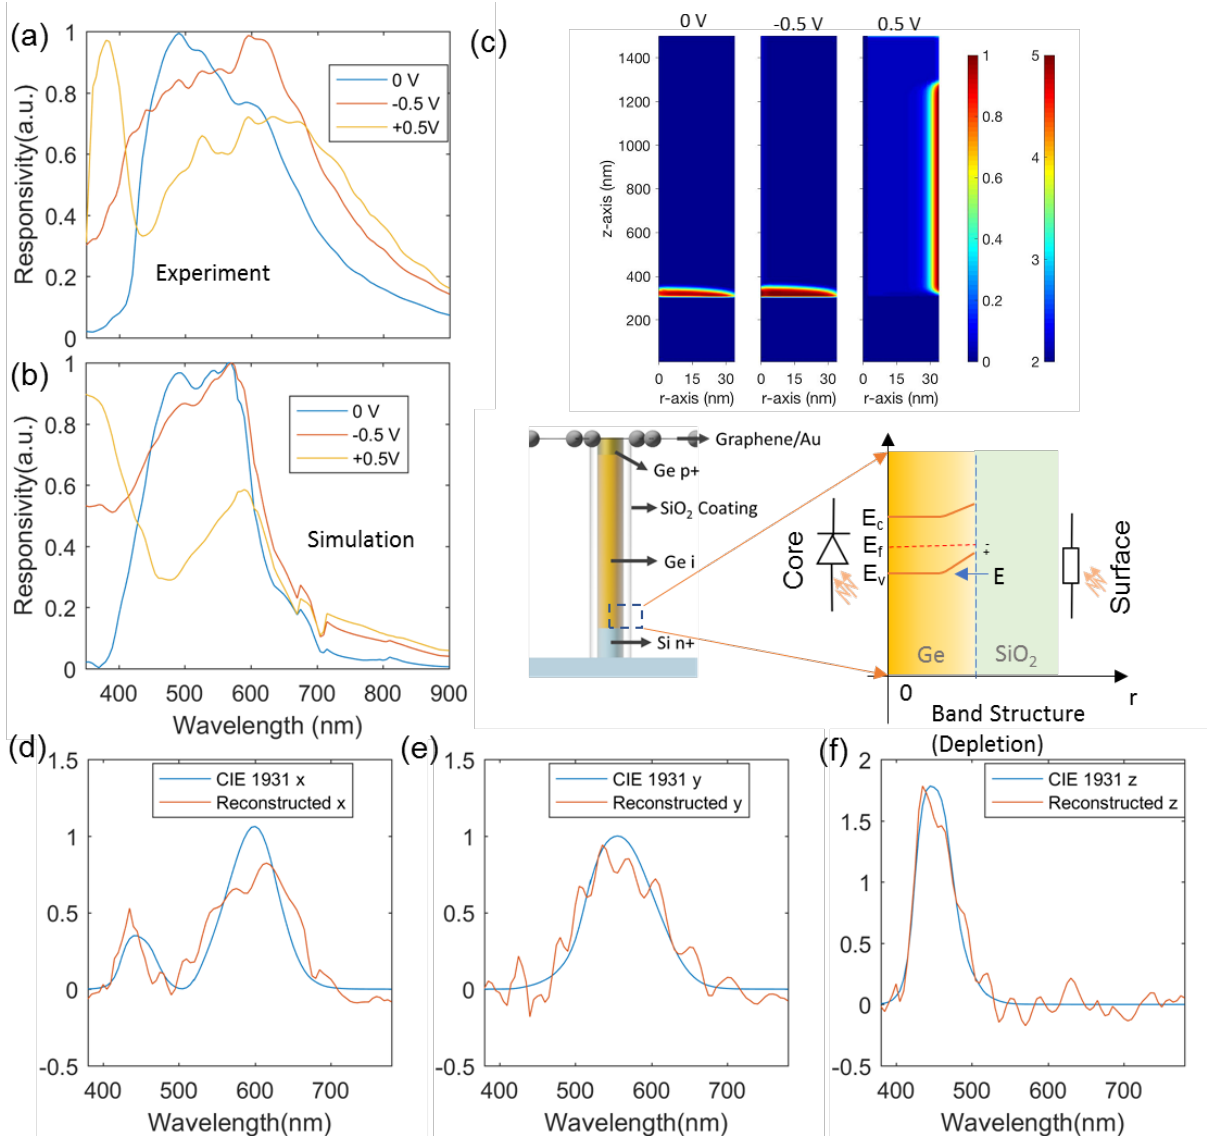 (a)
1
0.8
0.6
0.4
0.2
0
Responsivity(a.u.)
0 V
-0.5 V
+0.5V
Experiment
(b)
1
0.8
0.6
0.4
0.2
0
Responsivity(a.u.)
0 V
-0.5 V
+0.5V
Simulation
400 500 600 700 800 900
Wavelength (nm)
(c)
0 V -0.5 V 0.5 V
1400
1200
1000
800
600
400
200
z-axis (nm)
0 15 30
r-axis (nm)
0 15 30
r-axis (nm)
0 15 30
r-axis (nm)
1
0.8
0.6
0.4
0.2
0
5
4
3
2
Graphene/Au
Ge p+
SiO2 Coating
Ge i
Si n+
Core
Ec
Ef
Ev
-
+
E
Surface
Ge SiO2
0
r
Band Structure
(Depletion)
(d)
1.5
1
0.5
0
-0.5
CIE 1931 x
Reconstructed x
400 500 600 700
Wavelength(nm)
(e)
1.5
1
0.5
0
-0.5
CIE 1931 y
Reconstructed y
400 500 600 700
Wavelength(nm)
(f)
2
1.5
1
0.5
0
-0.5
CIE 1931 z
Reconstructed z
400 500 600 700
Wavelength(nm)